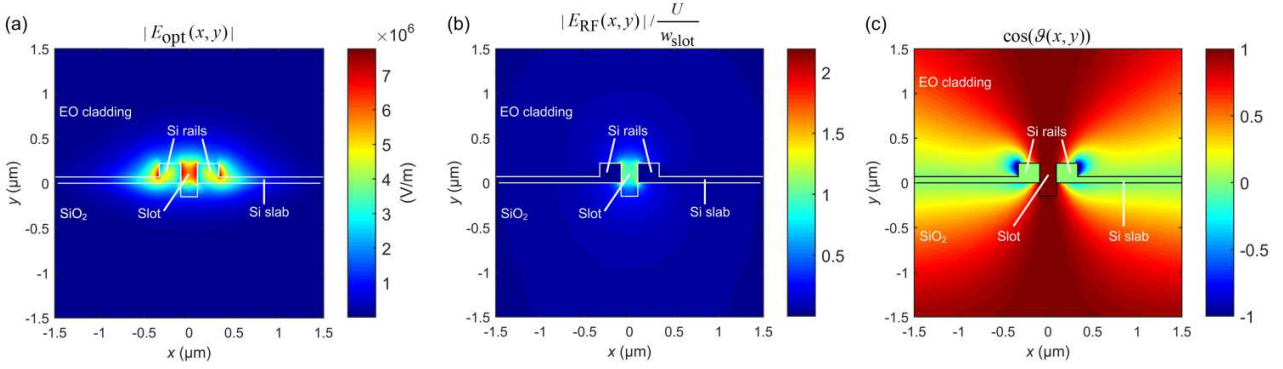 (a)
|E_opt(x, y)|
×10^6
1.5
1
0.5
0
-0.5
-1
-1.5
y (µm)
-1.5 -1 -0.5 0 0.5 1 1.5
x (µm)
EO cladding
Si rails
SiO₂
Slot
Si slab
7
6
5
4
3
2
1
(V/m)
(b)
|E_RF(x, y)| / U/w_slot
1.5
1
0.5
0
-0.5
-1
-1.5
y (µm)
-1.5 -1 -0.5 0 0.5 1 1.5
x (µm)
EO cladding
Si rails
SiO₂
Slot
Si slab
2
1.5
1
0.5
(c)
cos(ϑ(x, y))
1.5
1
0.5
0
-0.5
-1
-1.5
y (µm)
-1.5 -1 -0.5 0 0.5 1 1.5
x (µm)
EO cladding
Si rails
SiO₂
Slot
Si slab
1
0.5
0
-0.5
-1